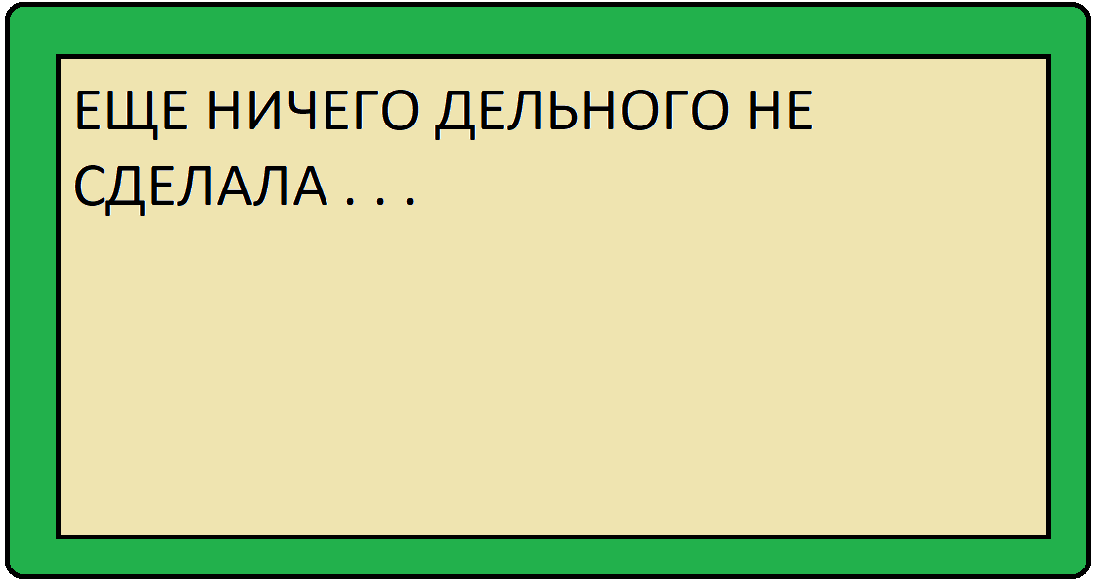 ЕЩЕ НИЧЕГО ДЕЛЬНОГО НЕ
СДЕЛАЛА . . .